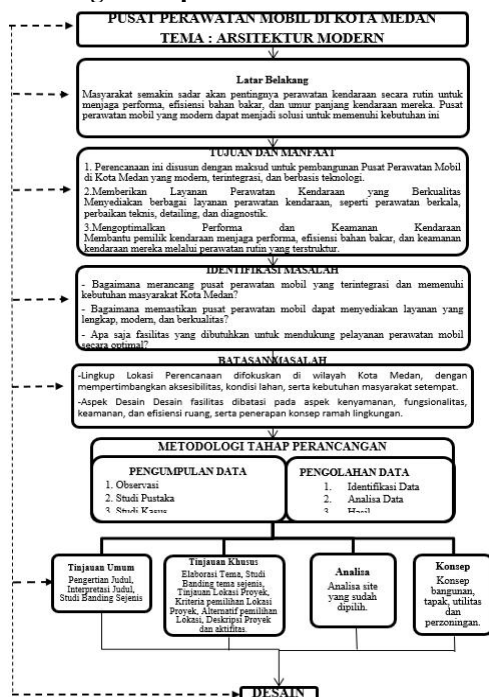 PUSAT PERAWATAN MOBIL DI KOTA MEDAN
TEMA : ARSITEKTUR MODERN
Latar Belakang
Masyarakat semakin sadar akan pentingnya perawatan kendaraan secara rutin untuk
menjaga performa, efisiensi bahan bakar, dan umur panjang kendaraan mereka. Pusat
perawatan mobil yang modern dapat menjadi solusi untuk memenuhi kebutuhan ini
TUJUAN DAN MANFAAT
1. Perencanaan ini disusun dengan maksud untuk pembangunan Pusat Perawatan Mobil
di Kota Medan yang modern, terintegrasi, dan berbasis teknologi.
2.Memberikan Layanan Perawatan Kendaraan yang Berkualitas
Menyediakan berbagai layanan perawatan kendaraan, seperti perawatan berkala,
perbaikan teknis, detailing, dan diagnostik.
3.Mengoptimalkan Performa dan Keamanan Kendaraan
Membantu pemilik kendaraan menjaga performa, efisiensi bahan bakar, dan keamanan
kendaraan mereka melalui perawatan rutin yang terstruktur.
IDENTIFIKASI MASALAH
- Bagaimana merancang pusat perawatan mobil yang terintegrasi dan memenuhi
kebutuhan masyarakat Kota Medan?
- Bagaimana memastikan pusat perawatan mobil dapat menyediakan layanan yang
lengkap, modern, dan berkualitas?
- Apa saja fasilitas yang dibutuhkan untuk mendukung pelayanan perawatan mobil
secara optimal?
BATASAN MASALAH
-Lingkup Lokasi Perencanaan difokuskan di wilayah Kota Medan, dengan
mempertimbangkan aksesibilitas, kondisi lahan, serta kebutuhan masyarakat setempat.
-Aspek Desain Desain fasilitas dibatasi pada aspek kenyamanan, fungsionalitas,
keamanan, dan efisiensi ruang, serta penerapan konsep ramah lingkungan.
METODOLOGI TAHAP PERANCANGAN
PENGUMPULAN DATA
1. Observasi
2. Studi Pustaka
3. Studi Kasus
PENGOLAHAN DATA
1. Identifikasi Data
2. Analisa Data
3. Hasil
Tinjauan Umum
Pengertian Judul,
Interpretasi Judul,
Studi Banding Sejenis
Tinjauan Khusus
Elaborasi Tema, Studi
Banding tema sejenis,
Tinjauan Lokasi Proyek,
Kriteria pemilihan Lokasi
Proyek, Alternatif pemilihan
Lokasi, Deskripsi Proyek
dan aktifitas.
Analisa
Analisa site
yang sudah
dipilih.
Konsep
Konsep
bangunan,
tapak, utilitas
dan
perzoningan.
DESAIN